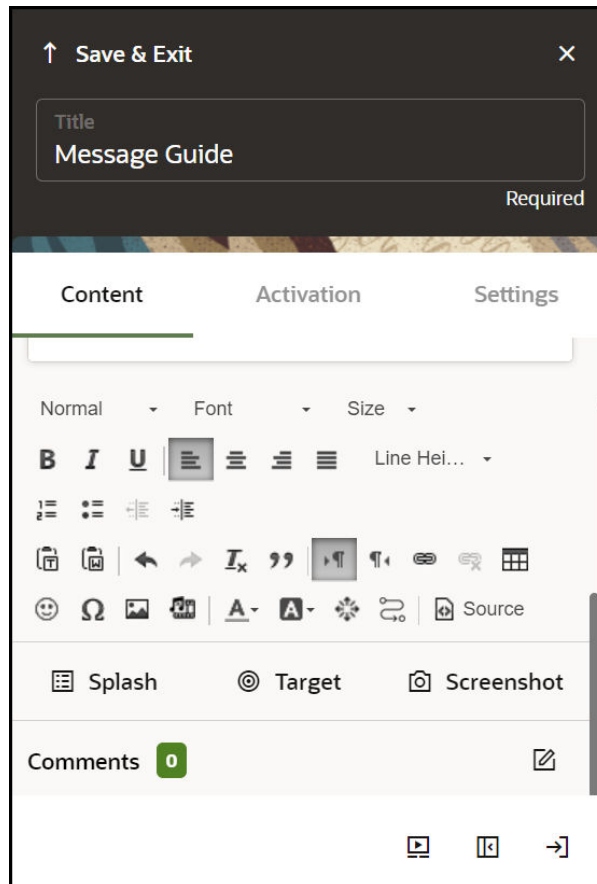 Save & Exit
Title
Message Guide
Required
Content Activation Settings
Normal Font Size
B I U Line Hei...
Source
Splash Target Screenshot
Comments 0